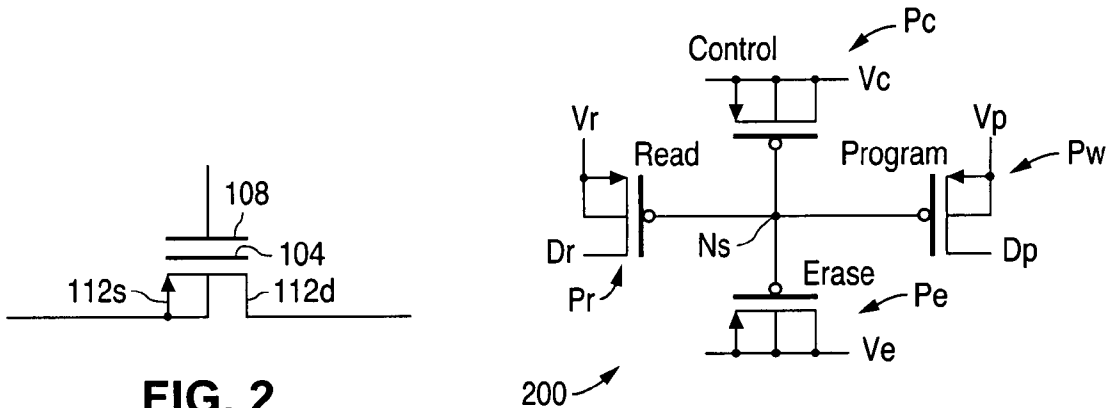 108
104
112s
112d
FIG. 2
Control
Pc
Vc
Vr
Read
Program
Vp
Pw
Ns
Dr
Dp
Pr
Erase
Pe
Ve
200